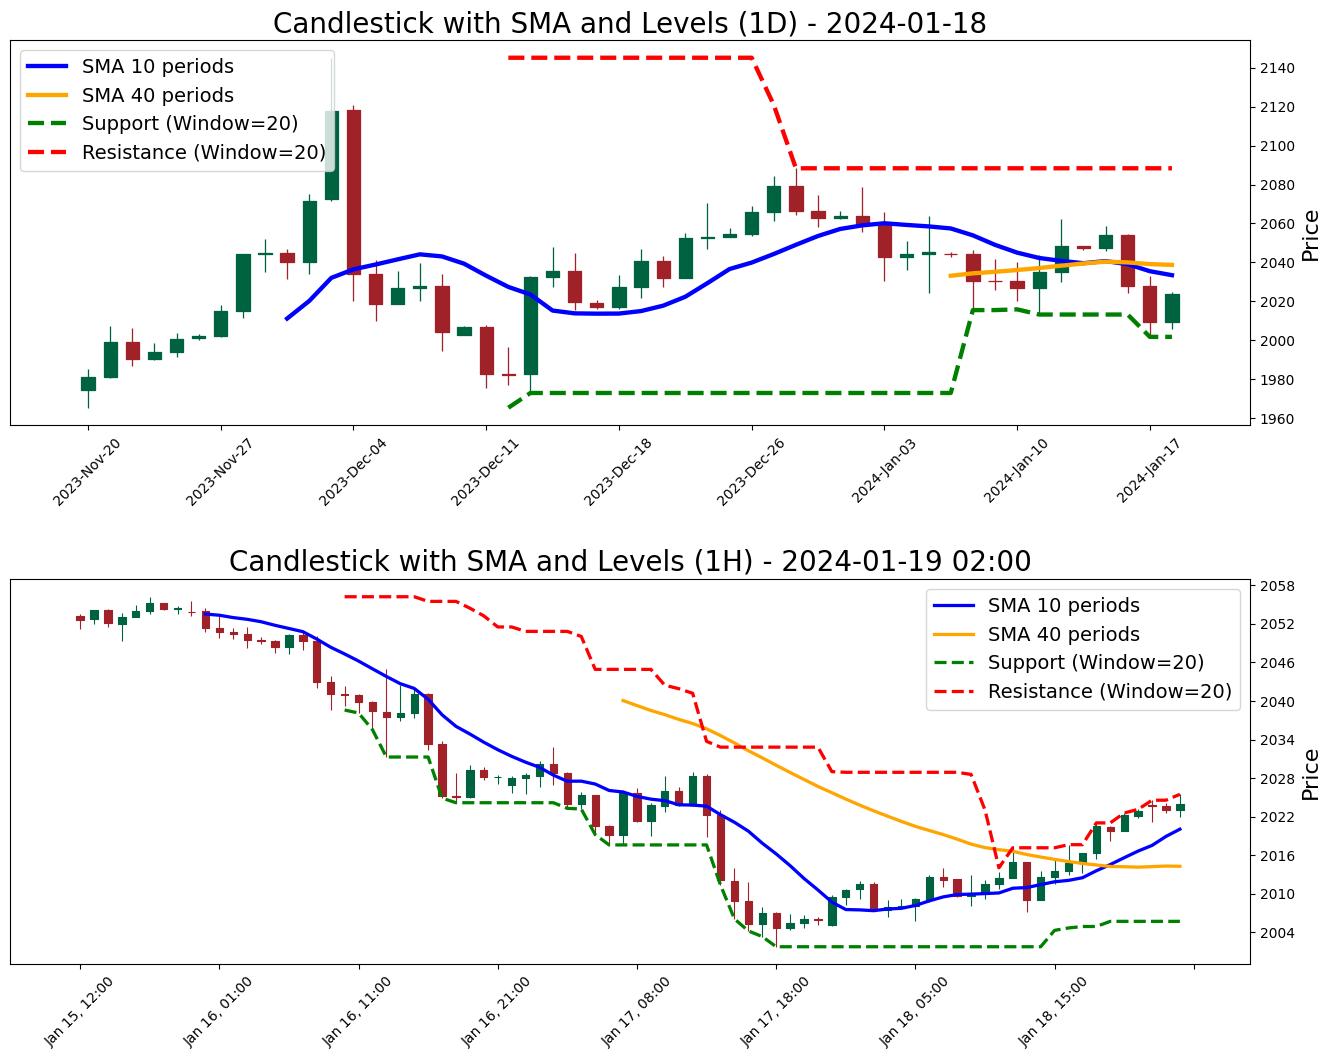 Candlestick with SMA and Levels (1D) - 2024-01-18
SMA 10 periods
SMA 40 periods
Support (Window=20)
Resistance (Window=20)
2140
2120
2100
2080
2060
2040
2020
2000
1980
1960
Price
2023-Nov-20
2023-Nov-27
2023-Dec-04
2023-Dec-11
2023-Dec-18
2023-Dec-26
2024-Jan-03
2024-Jan-10
2024-Jan-17
Candlestick with SMA and Levels (1H) - 2024-01-19 02:00
SMA 10 periods
SMA 40 periods
Support (Window=20)
Resistance (Window=20)
2058
2052
2046
2040
2034
2028
2022
2016
2010
2004
Price
Jan 15, 12:00
Jan 16, 01:00
Jan 16, 11:00
Jan 16, 21:00
Jan 17, 08:00
Jan 17, 18:00
Jan 18, 05:00
Jan 18, 15:00